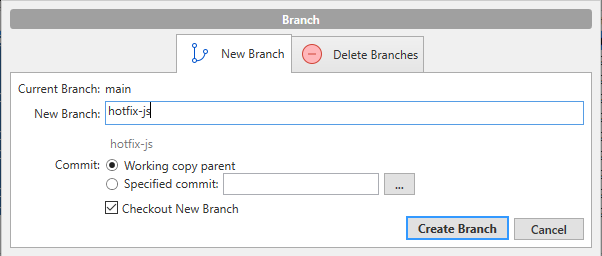 Branch
New Branch
Delete Branches
Current Branch: main
New Branch: hotfix-js
hotfix-js
Commit: Working copy parent
Specified commit: ...
Checkout New Branch
Create Branch Cancel